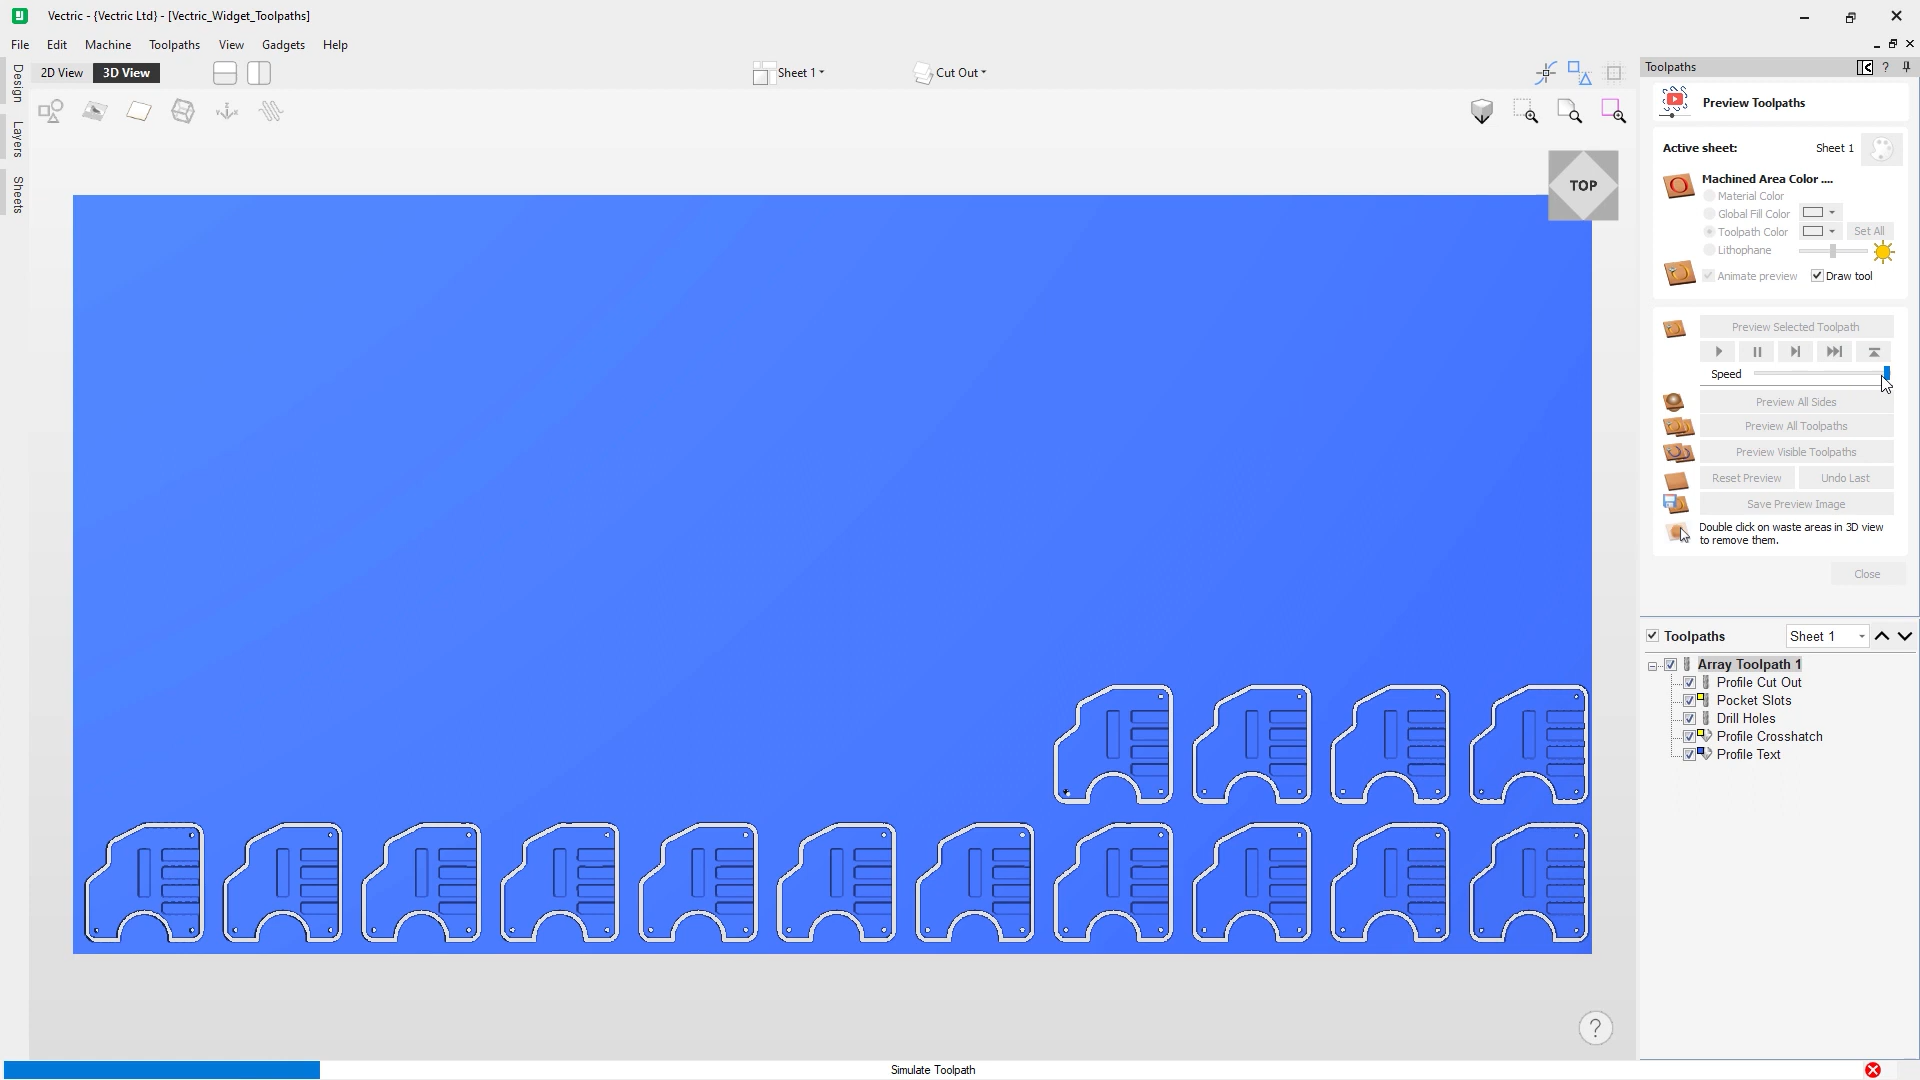 Vectric - {Vectric Ltd} - [Vectric_Widget_Toolpaths]
File Edit Machine Toolpaths View Gadgets Help
2D View 3D View Sheet 1 Cut Out
Design
Layers
Sheets
TOP
Toolpaths ?
Preview Toolpaths
Active sheet: Sheet 1
Machined Area Color ....
Material Color
Global Fill Color
Toolpath Color Set All
Lithophane
Animate preview Draw tool
Preview Selected Toolpath
Speed
Preview All Sides
Preview All Toolpaths
Preview Visible Toolpaths
Reset Preview Undo Last
Save Preview Image
Double click on waste areas in 3D view
to remove them.
Close
Toolpaths Sheet 1
Array Toolpath 1
Profile Cut Out
Pocket Slots
Drill Holes
Profile Crosshatch
Profile Text
?
Simulate Toolpath